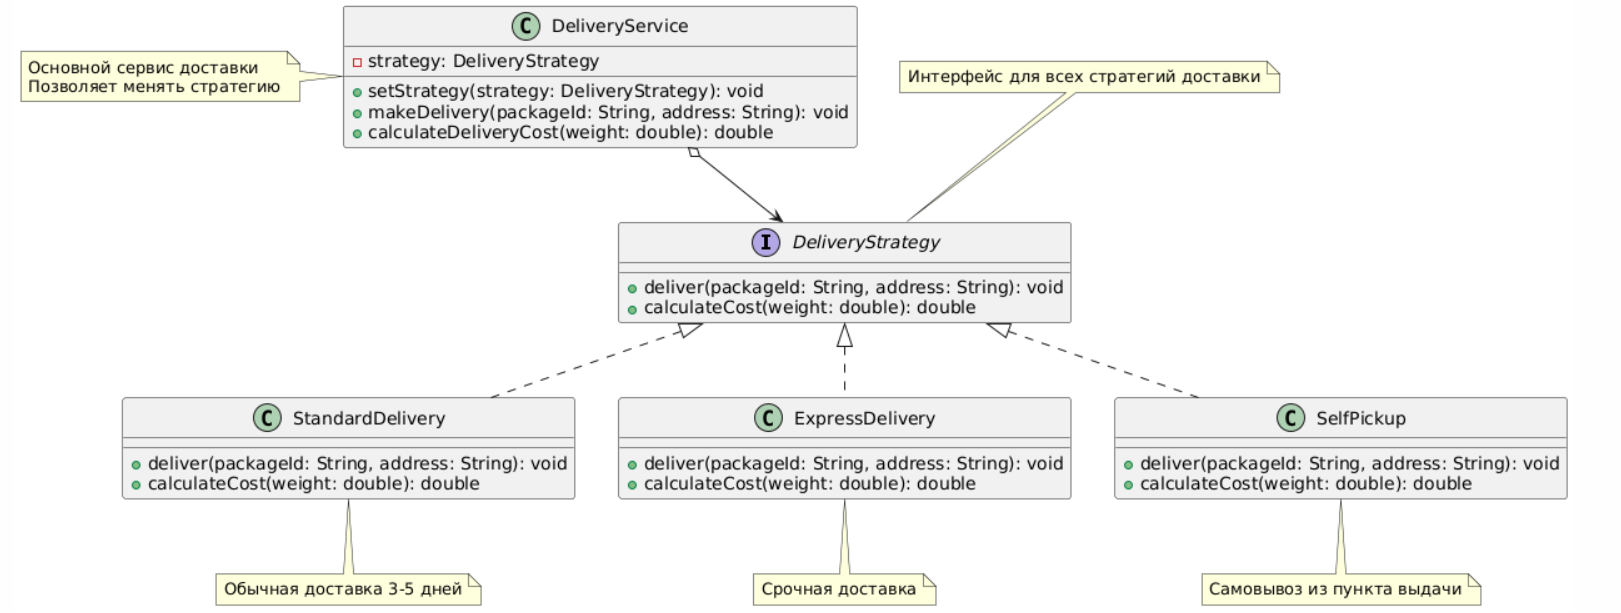 C DeliveryService
strategy: DeliveryStrategy
setStrategy(strategy: DeliveryStrategy): void
makeDelivery(packageId: String, address: String): void
calculateDeliveryCost(weight: double): double
Основной сервис доставки
Позволяет менять стратегию
Интерфейс для всех стратегий доставки
I DeliveryStrategy
deliver(packageId: String, address: String): void
calculateCost(weight: double): double
C StandardDelivery
deliver(packageId: String, address: String): void
calculateCost(weight: double): double
C ExpressDelivery
deliver(packageId: String, address: String): void
calculateCost(weight: double): double
C SelfPickup
deliver(packageId: String, address: String): void
calculateCost(weight: double): double
Обычная доставка 3-5 дней
Срочная доставка
Самовывоз из пункта выдачи